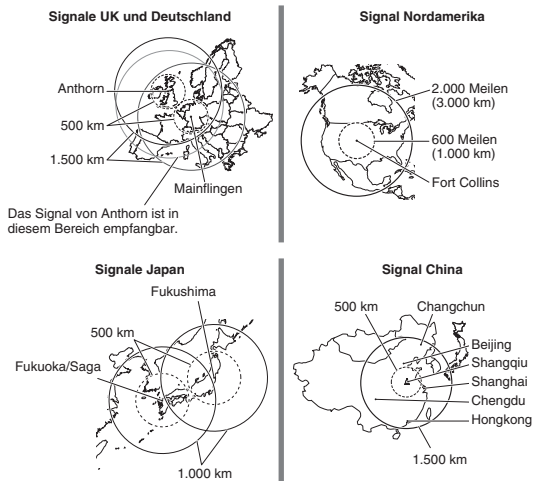 Signale UK und Deutschland
Anthorn
500 km
1.500 km
Mainflingen
Das Signal von Anthorn ist in
diesem Bereich empfangbar.
Signal Nordamerika
2.000 Meilen
(3.000 km)
600 Meilen
(1.000 km)
Fort Collins
Signale Japan
Fukushima
500 km
Fukuoka/Saga
1.000 km
Signal China
500 km
Changchun
Beijing
Shangqiu
Shanghai
Chengdu
Hongkong
1.500 km